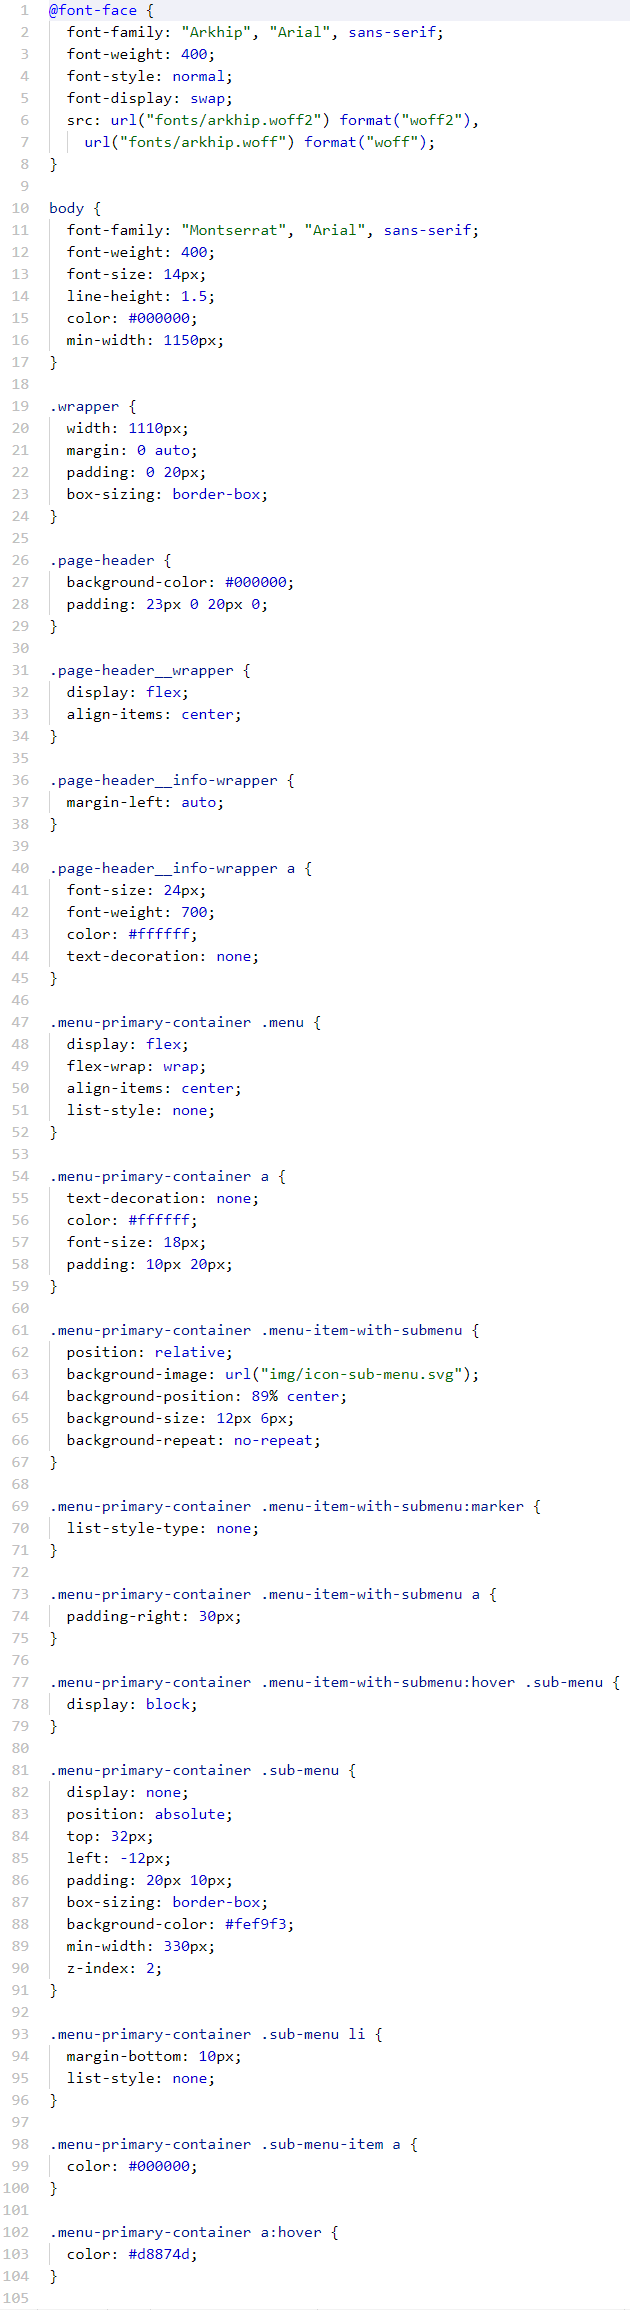 1 @font-face {
2 font-family: "Arkhip", "Arial", sans-serif;
3 font-weight: 400;
4 font-style: normal;
5 font-display: swap;
6 src: url("fonts/arkhip.woff2") format("woff2"),
7 url("fonts/arkhip.woff") format("woff");
8 }
9
10 body {
11 font-family: "Montserrat", "Arial", sans-serif;
12 font-weight: 400;
13 font-size: 14px;
14 line-height: 1.5;
15 color: #000000;
16 min-width: 1150px;
17 }
18
19 .wrapper {
20 width: 1110px;
21 margin: 0 auto;
22 padding: 0 20px;
23 box-sizing: border-box;
24 }
25
26 .page-header {
27 background-color: #000000;
28 padding: 23px 0 20px 0;
29 }
30
31 .page-header__wrapper {
32 display: flex;
33 align-items: center;
34 }
35
36 .page-header__info-wrapper {
37 margin-left: auto;
38 }
39
40 .page-header__info-wrapper a {
41 font-size: 24px;
42 font-weight: 700;
43 color: #ffffff;
44 text-decoration: none;
45 }
46
47 .menu-primary-container .menu {
48 display: flex;
49 flex-wrap: wrap;
50 align-items: center;
51 list-style: none;
52 }
53
54 .menu-primary-container a {
55 text-decoration: none;
56 color: #ffffff;
57 font-size: 18px;
58 padding: 10px 20px;
59 }
60
61 .menu-primary-container .menu-item-with-submenu {
62 position: relative;
63 background-image: url("img/icon-sub-menu.svg");
64 background-position: 89% center;
65 background-size: 12px 6px;
66 background-repeat: no-repeat;
67 }
68
69 .menu-primary-container .menu-item-with-submenu:marker {
70 list-style-type: none;
71 }
72
73 .menu-primary-container .menu-item-with-submenu a {
74 padding-right: 30px;
75 }
76
77 .menu-primary-container .menu-item-with-submenu:hover .sub-menu {
78 display: block;
79 }
80
81 .menu-primary-container .sub-menu {
82 display: none;
83 position: absolute;
84 top: 32px;
85 left: -12px;
86 padding: 20px 10px;
87 box-sizing: border-box;
88 background-color: #fef9f3;
89 min-width: 330px;
90 z-index: 2;
91 }
92
93 .menu-primary-container .sub-menu li {
94 margin-bottom: 10px;
95 list-style: none;
96 }
97
98 .menu-primary-container .sub-menu-item a {
99 color: #000000;
100 }
101
102 .menu-primary-container a:hover {
103 color: #d8874d;
104 }
105